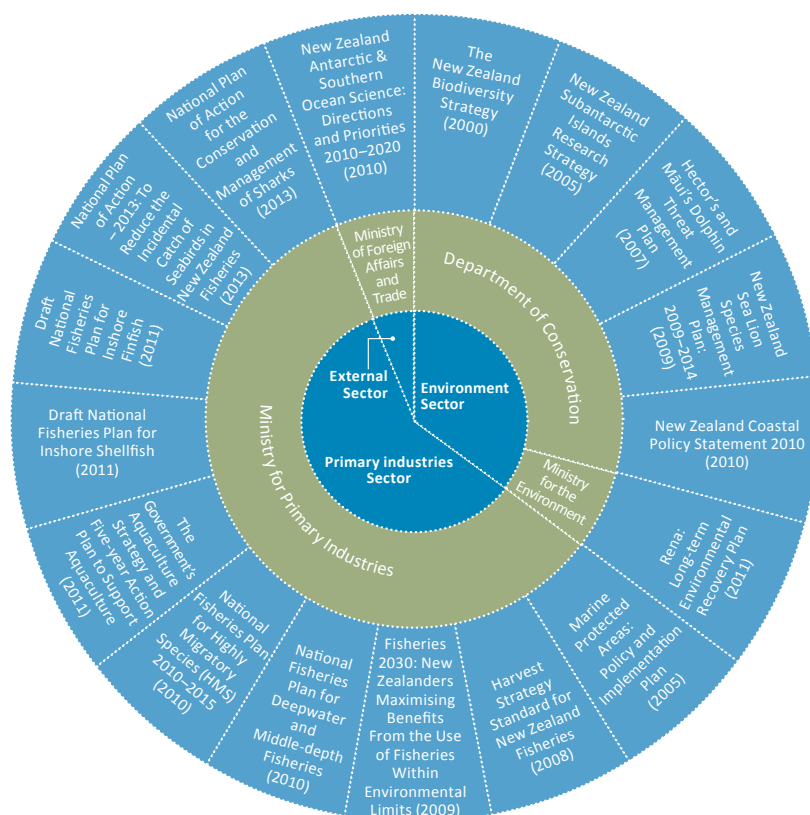 The
New Zealand
Biodiversity
Strategy
(2000)
New Zealand
Subantarctic
Islands
Research
Strategy
(2005)
Hector's and
Māui's Dolphin
Threat
Management
Plan
(2007)
New Zealand
Sea Lion
Species
Management
Plan:
2009–2014
(2009)
New Zealand Coastal
Policy Statement 2010
(2010)
Rena:
Long-term
Environmental
Recovery Plan
(2011)
Marine
Protected
Areas:
Policy and
Implementation
Plan
(2005)
Harvest
Strategy
Standard for
New Zealand
Fisheries
(2008)
Fisheries
2030: New
Zealanders
Maximising
Benefits
From the Use
of Fisheries
Within
Environmental
Limits (2009)
National
Fisheries
Plan for
Deepwater
and
Middle-depth
Fisheries
(2010)
National
Fisheries Plan
for Highly
Migratory
Species (HMS)
2010–2015
(2010)
The
Government's
Aquaculture
Strategy and
Five-year Action
Plan to Support
Aquaculture
(2011)
Draft National
Fisheries Plan for
Inshore Shellfish
(2011)
Draft
National
Fisheries
Plan for
Inshore
Finfish
(2011)
National Plan
of Action
–2013: To
Reduce the
Incidental
Catch of
Seabirds in
New Zealand
Fisheries
(2013)
National Plan
of Action
for the
Conservation
and
Management
of Sharks
(2013)
New Zealand
Antarctic &
Southern
Ocean Science:
Directions
and Priorities
2010–2020
(2010)
Ministry of Foreign
Affairs and
Trade
Department of Conservation
Ministry
for the
Environment
Ministry for Primary Industries
External
Sector
Environment
Sector
Primary industries
Sector